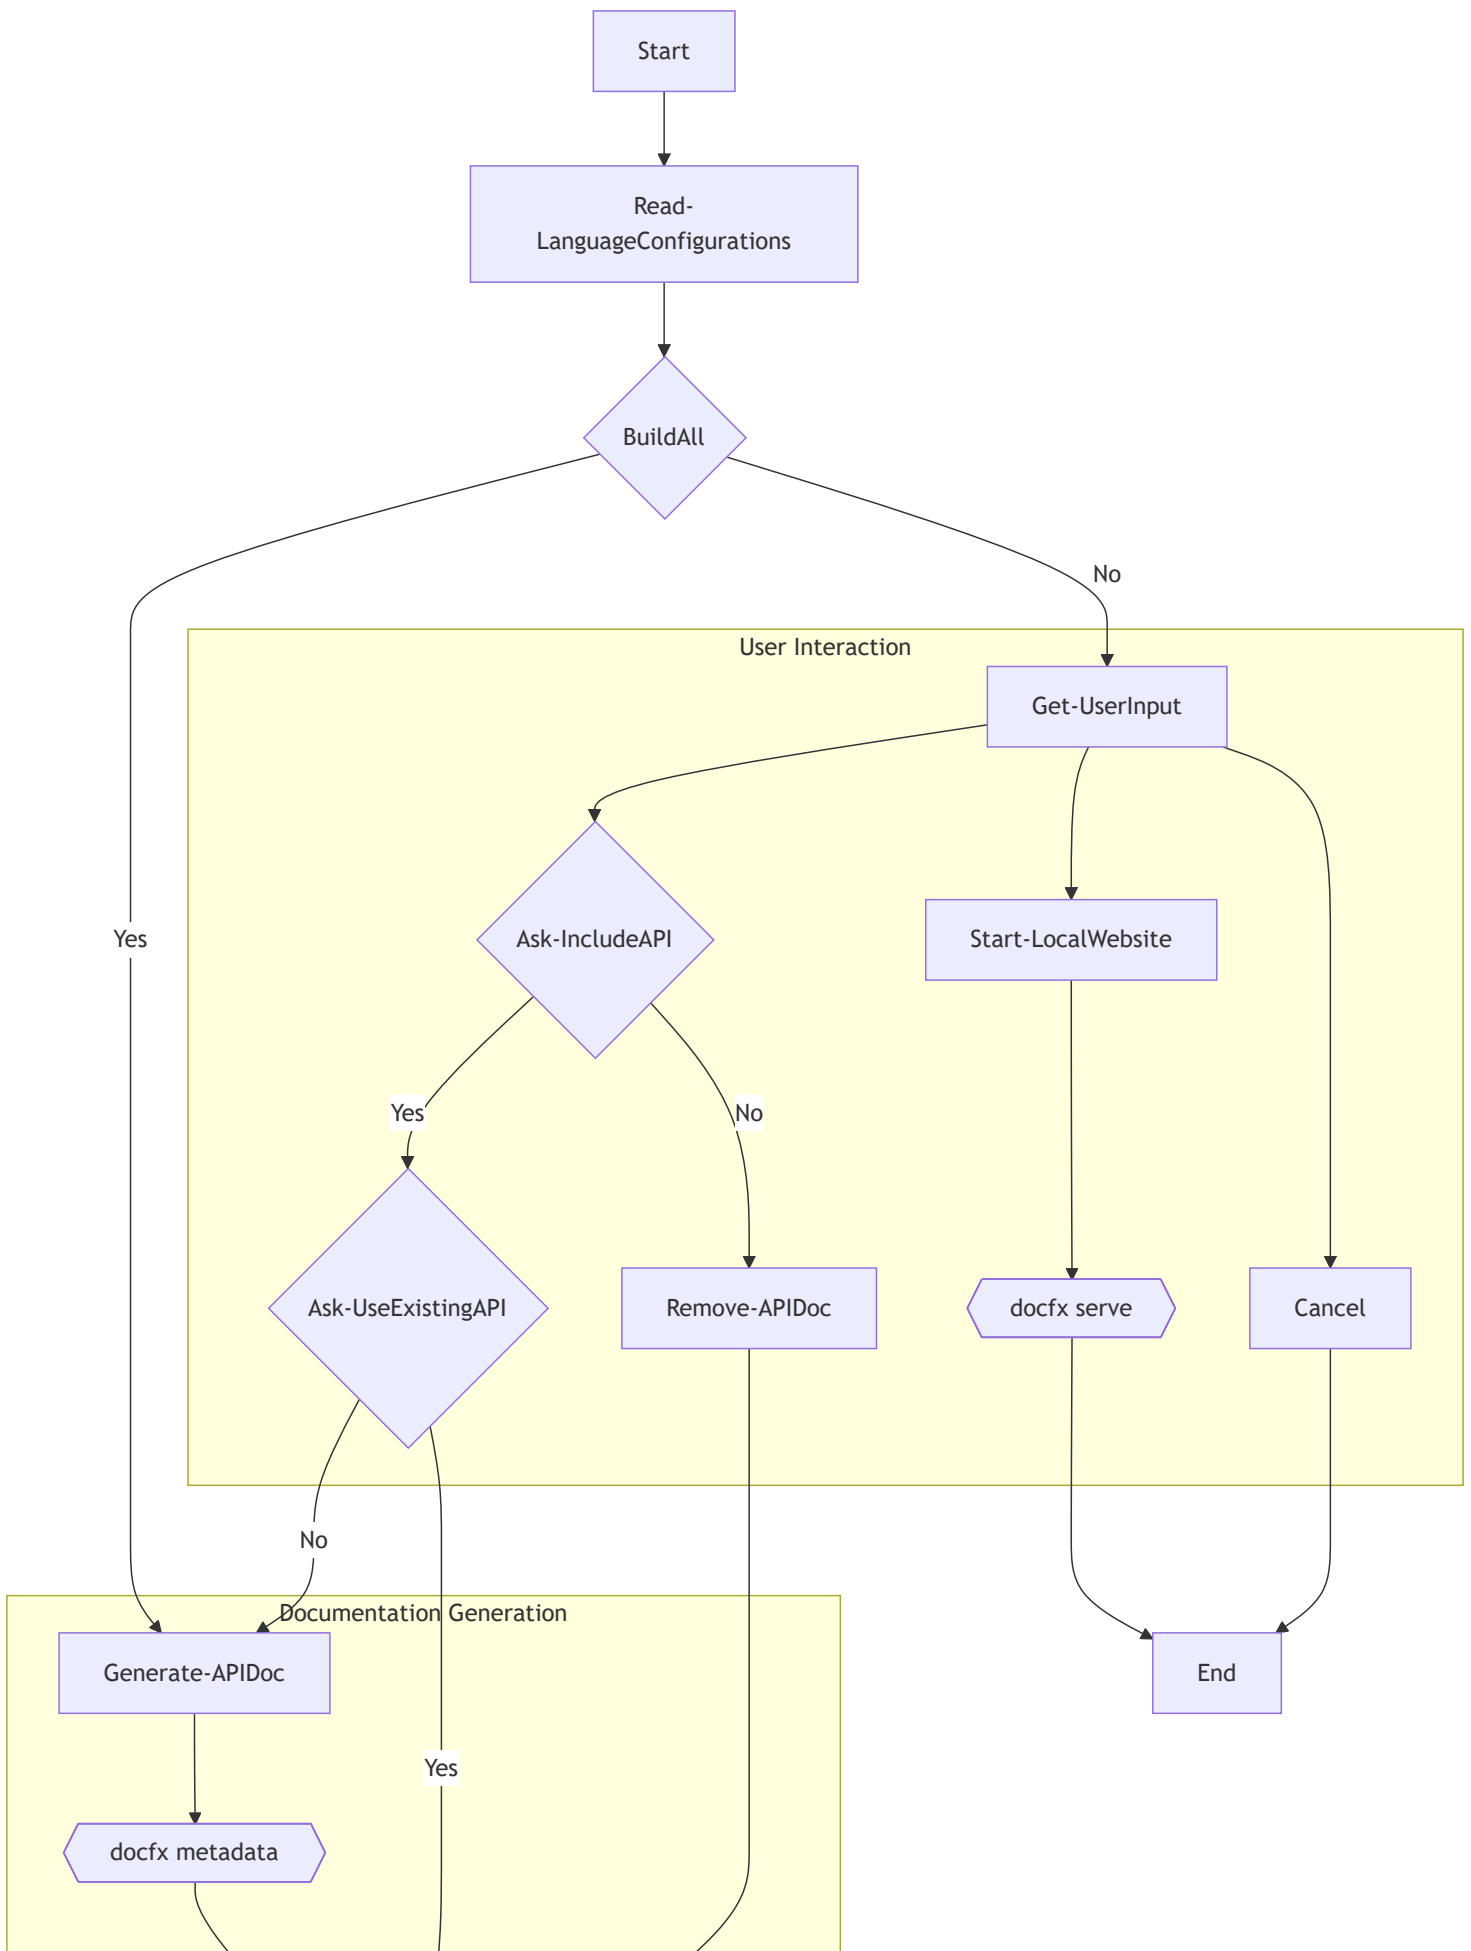 Start
Read-
LanguageConfigurations
BuildAll
No
User Interaction
Get-UserInput
Yes
Ask-IncludeAPI
Start-LocalWebsite
Yes
No
Ask-UseExistingAPI
Remove-APIDoc
docfx serve
Cancel
No
Documentation Generation
Generate-APIDoc
End
Yes
docfx metadata